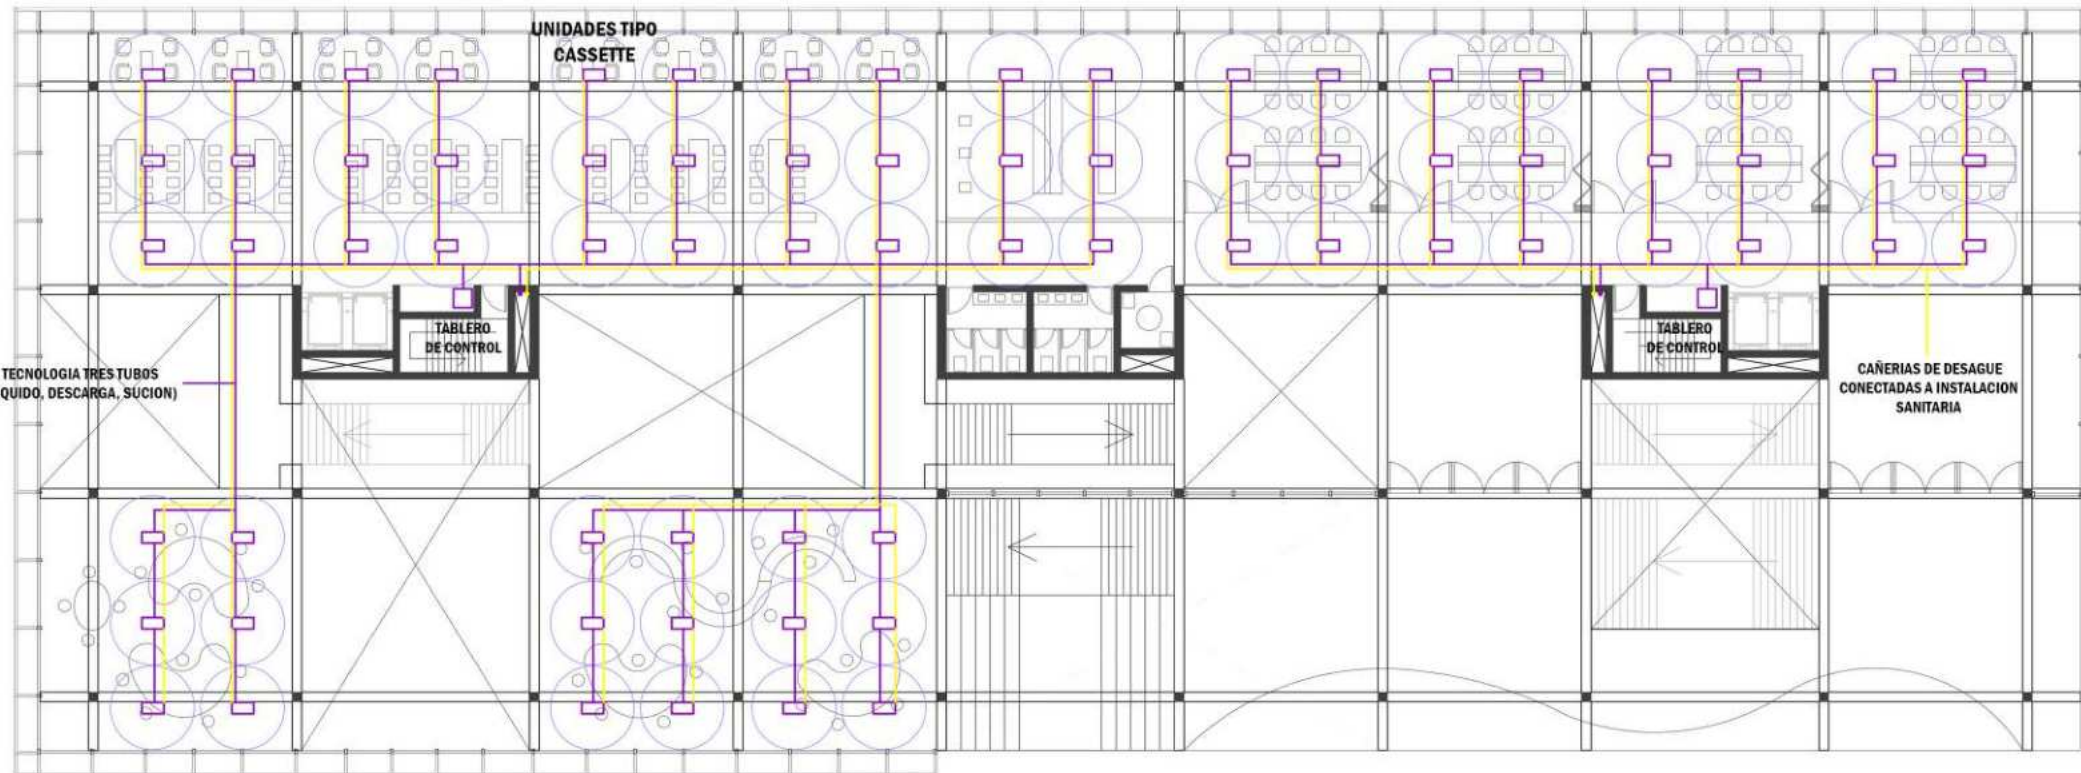 UNIDADES TIPO
CASSETTE
TABLERO
DE CONTROL
TECNOLOGIA TRES TUBOS
QUIDO, DESCARGA, SUCION)
TABLERO
DE CONTROL
CAÑERIAS DE DESAGUE
CONECTADAS A INSTALACION
SANITARIA